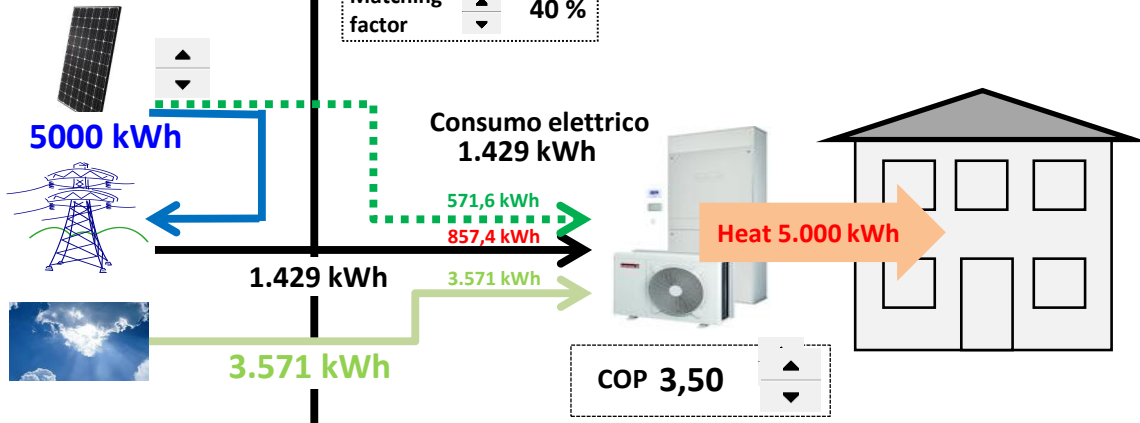 Matching
factor
40 %
5000 kWh
Consumo elettrico
1.429 kWh
571,6 kWh
857,4 kWh
Heat 5.000 kWh
1.429 kWh
3.571 kWh
3.571 kWh
COP 3,50